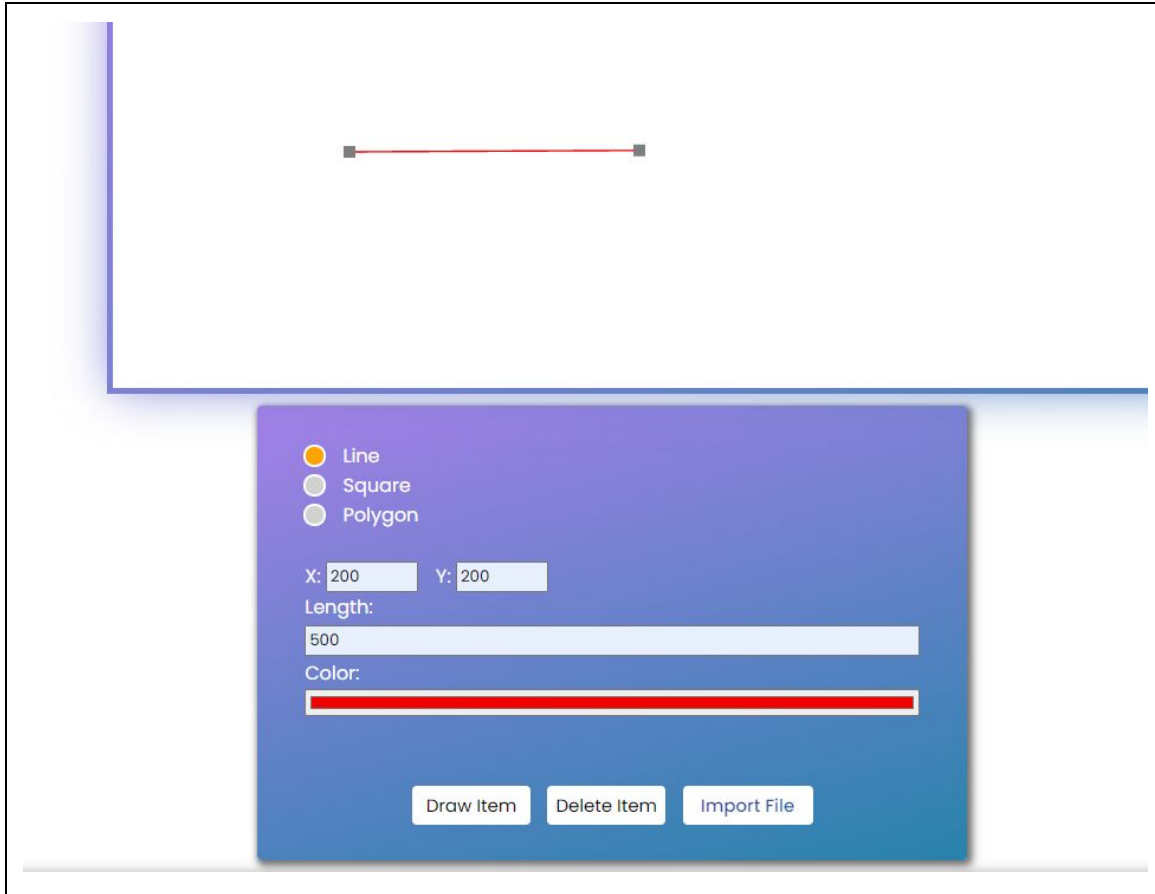 Line
Square
Polygon
X: 200 Y: 200
Length:
500
Color:
Draw Item Delete Item Import File